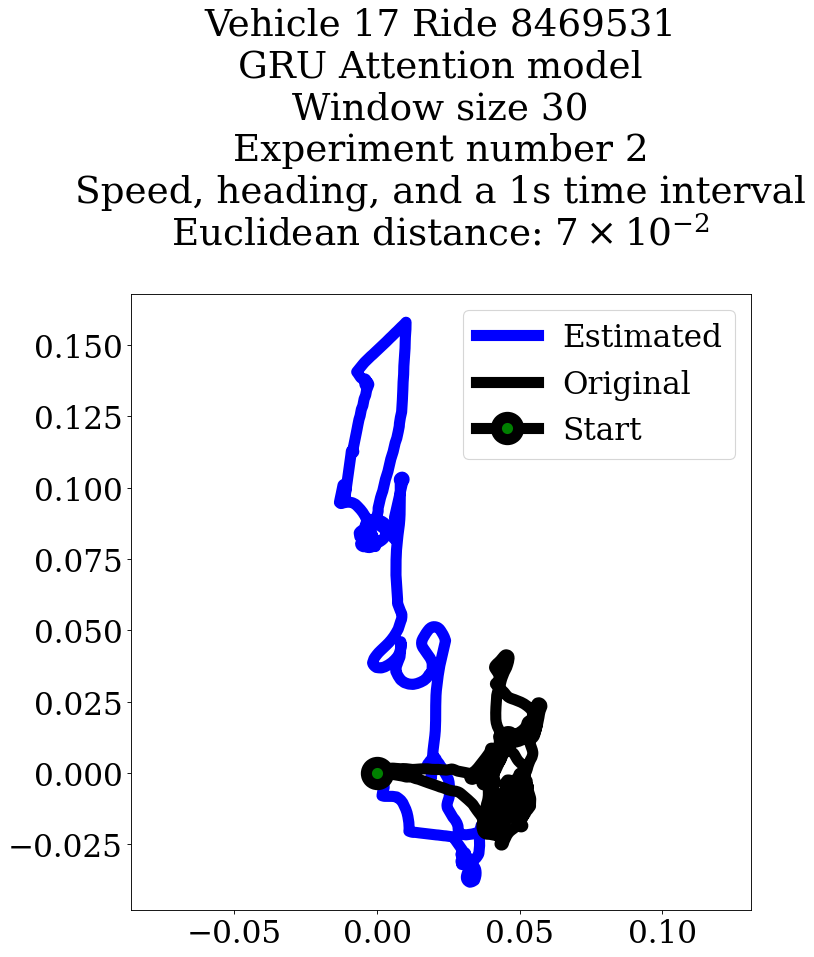 Vehicle 17 Ride 8469531
GRU Attention model
Window size 30
Experiment number 2
Speed, heading, and a 1s time interval
Euclidean distance: 7 × 10⁻²
Estimated
Original
Start
0.150
0.125
0.100
0.075
0.050
0.025
0.000
−0.025
−0.05 0.00 0.05 0.10